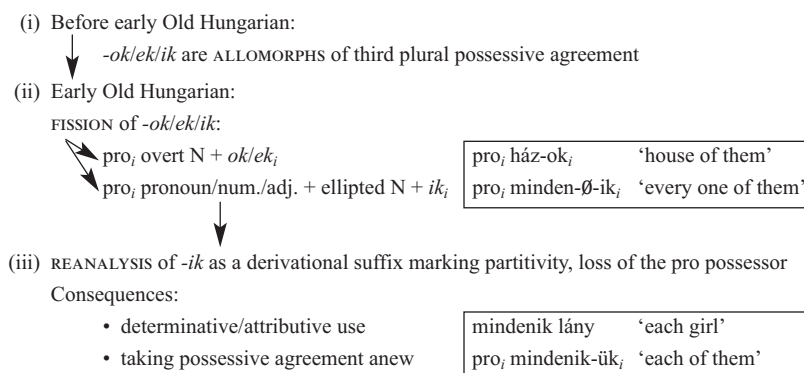 (i) Before early Old Hungarian:
-ok/ek/ik are ALLOMORPHS of third plural possessive agreement
(ii) Early Old Hungarian:
FISSION of -ok/ek/ik:
proi overt N + ok/eki proi ház-oki ‘house of them’
proi pronoun/num./adj. + ellipted N + iki proi minden-Ø-iki ‘every one of them’
(iii) REANALYSIS of -ik as a derivational suffix marking partitivity, loss of the pro possessor
Consequences:
• determinative/attributive use mindenik lány ‘each girl’
• taking possessive agreement anew proi mindenik-üki ‘each of them’